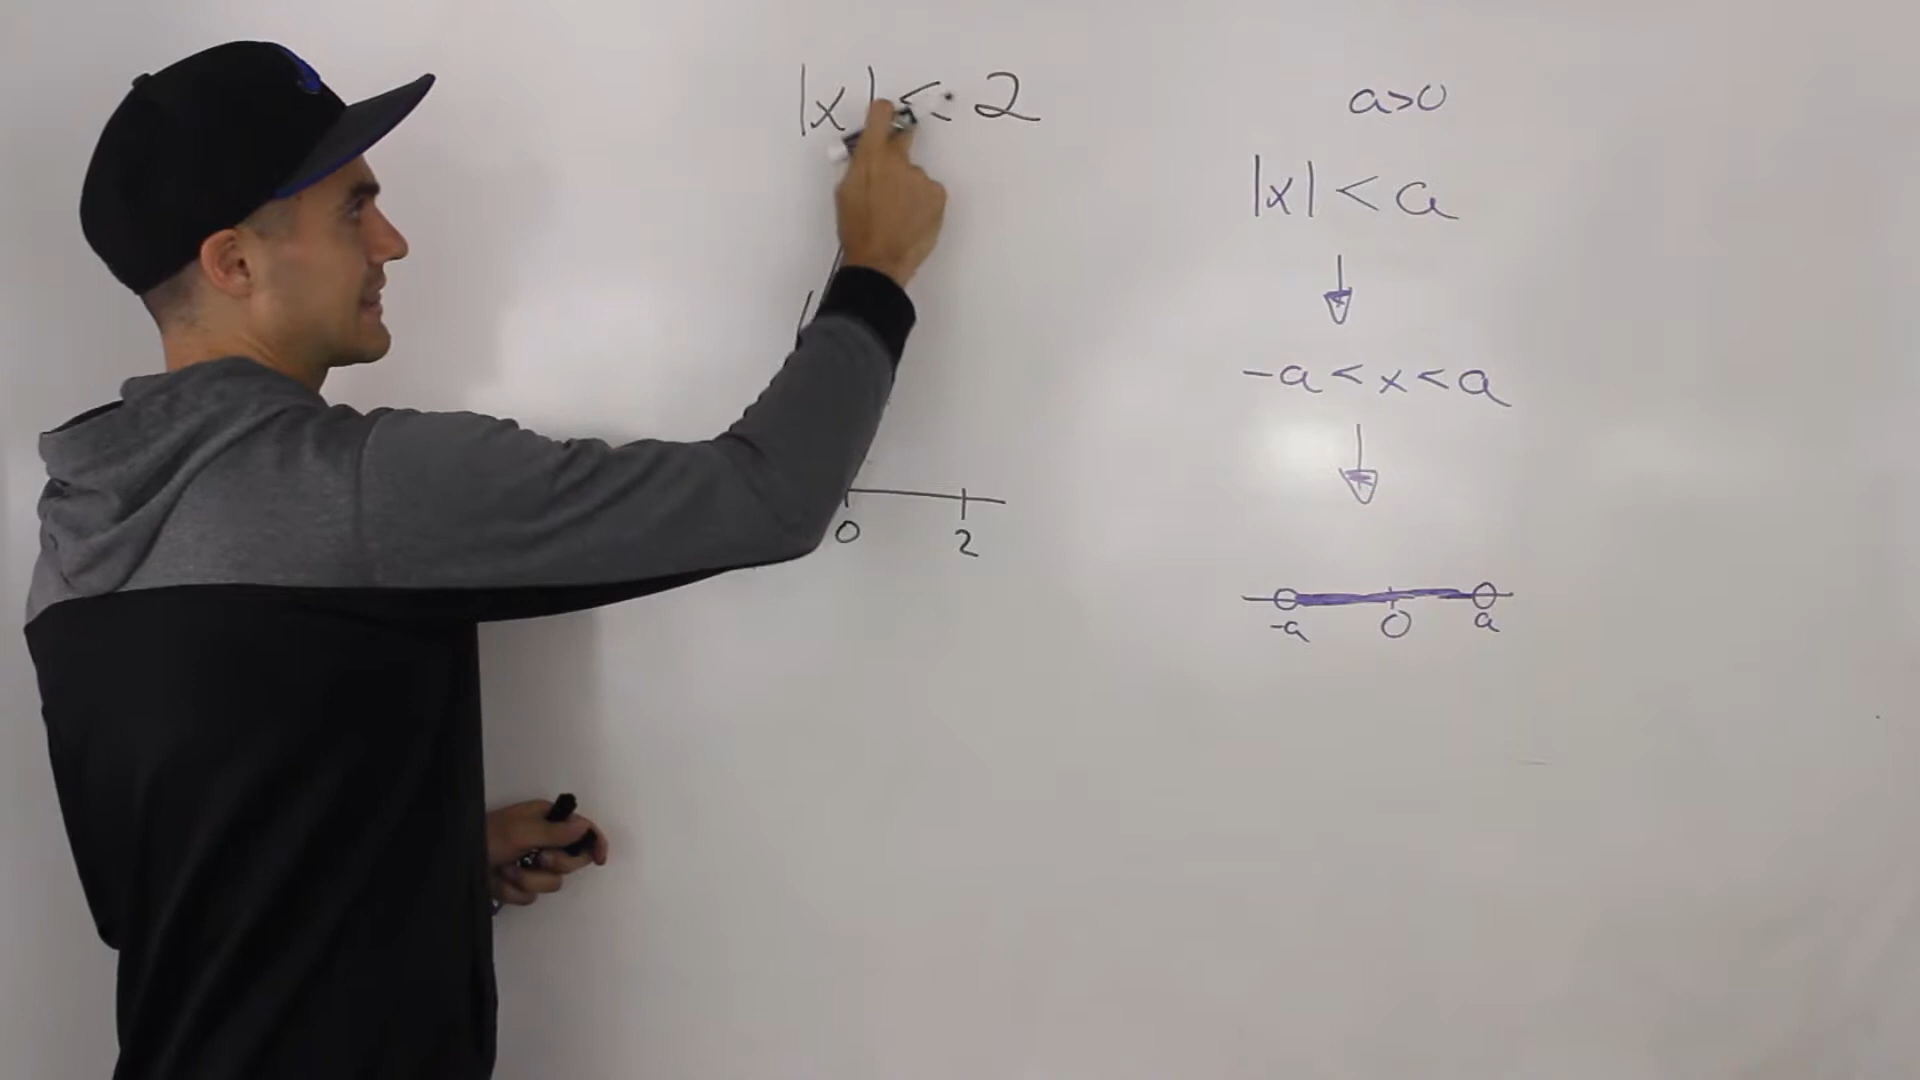 |x| ≤ 2
0 2
a>0
|x| < a
-a < x < a
-a 0 a